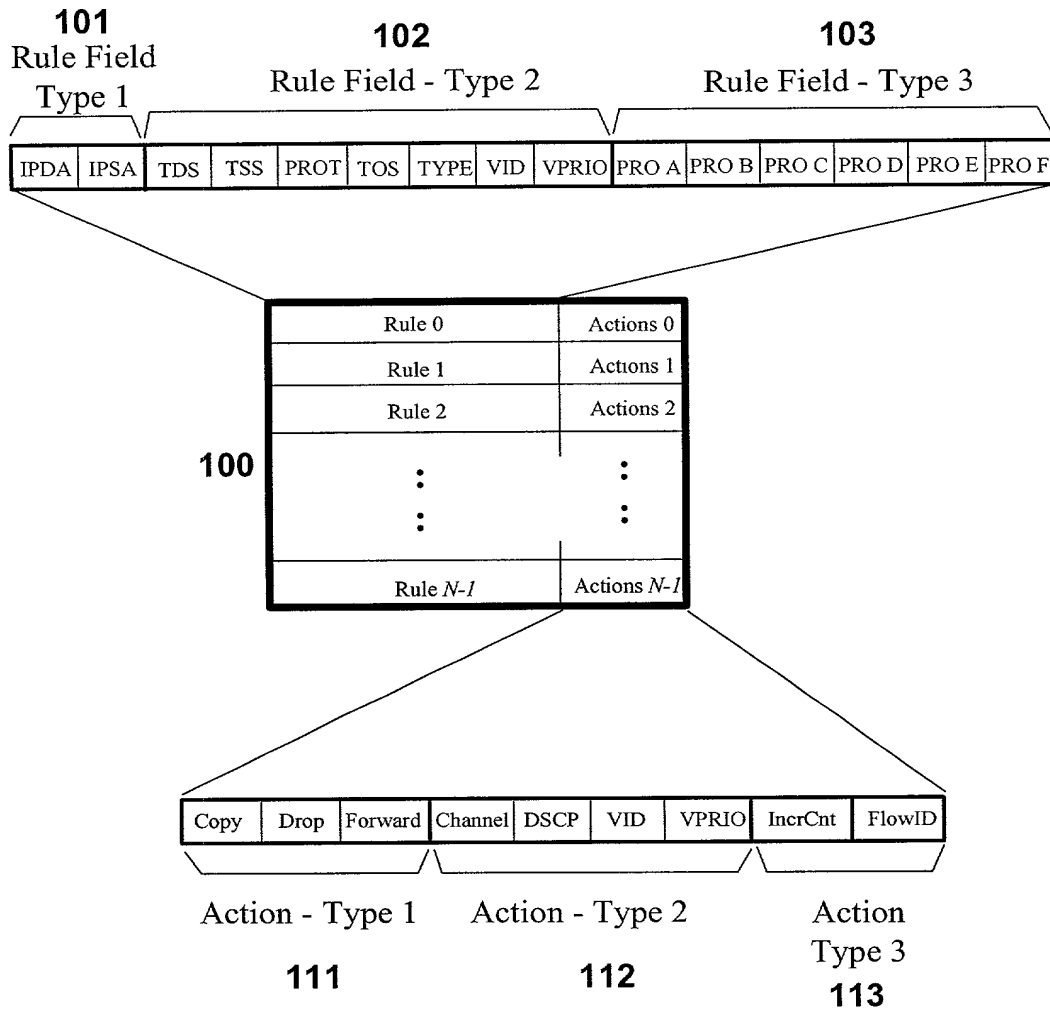 101
Rule Field
Type 1
102
Rule Field - Type 2
103
Rule Field - Type 3
IPDA IPSA TDS TSS PROT TOS TYPE VID VPRIO PRO A PRO B PRO C PRO D PRO E PRO F
Rule 0 Actions 0
Rule 1 Actions 1
Rule 2 Actions 2
100
Rule N-1 Actions N-1
Copy Drop Forward Channel DSCP VID VPRIO IncrCnt FlowID
Action - Type 1
111
Action - Type 2
112
Action
Type 3
113